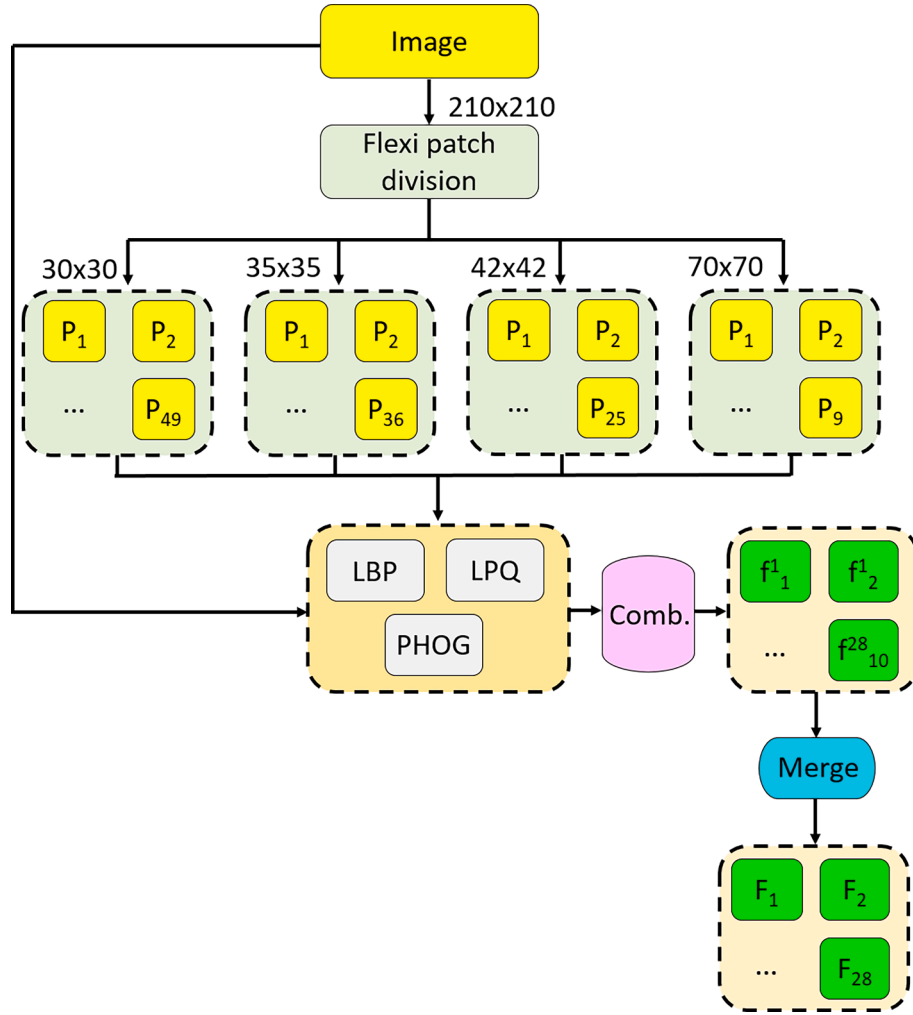 Image
210x210
Flexi patch
division
30x30
35x35
42x42
70x70
P₁ P₂
... P₄₉
P₁ P₂
... P₃₆
P₁ P₂
... P₂₅
P₁ P₂
... P₉
LBP LPQ
PHOG
Comb.
f¹₁ f¹₂
... f²⁸₁₀
Merge
F₁ F₂
... F₂₈